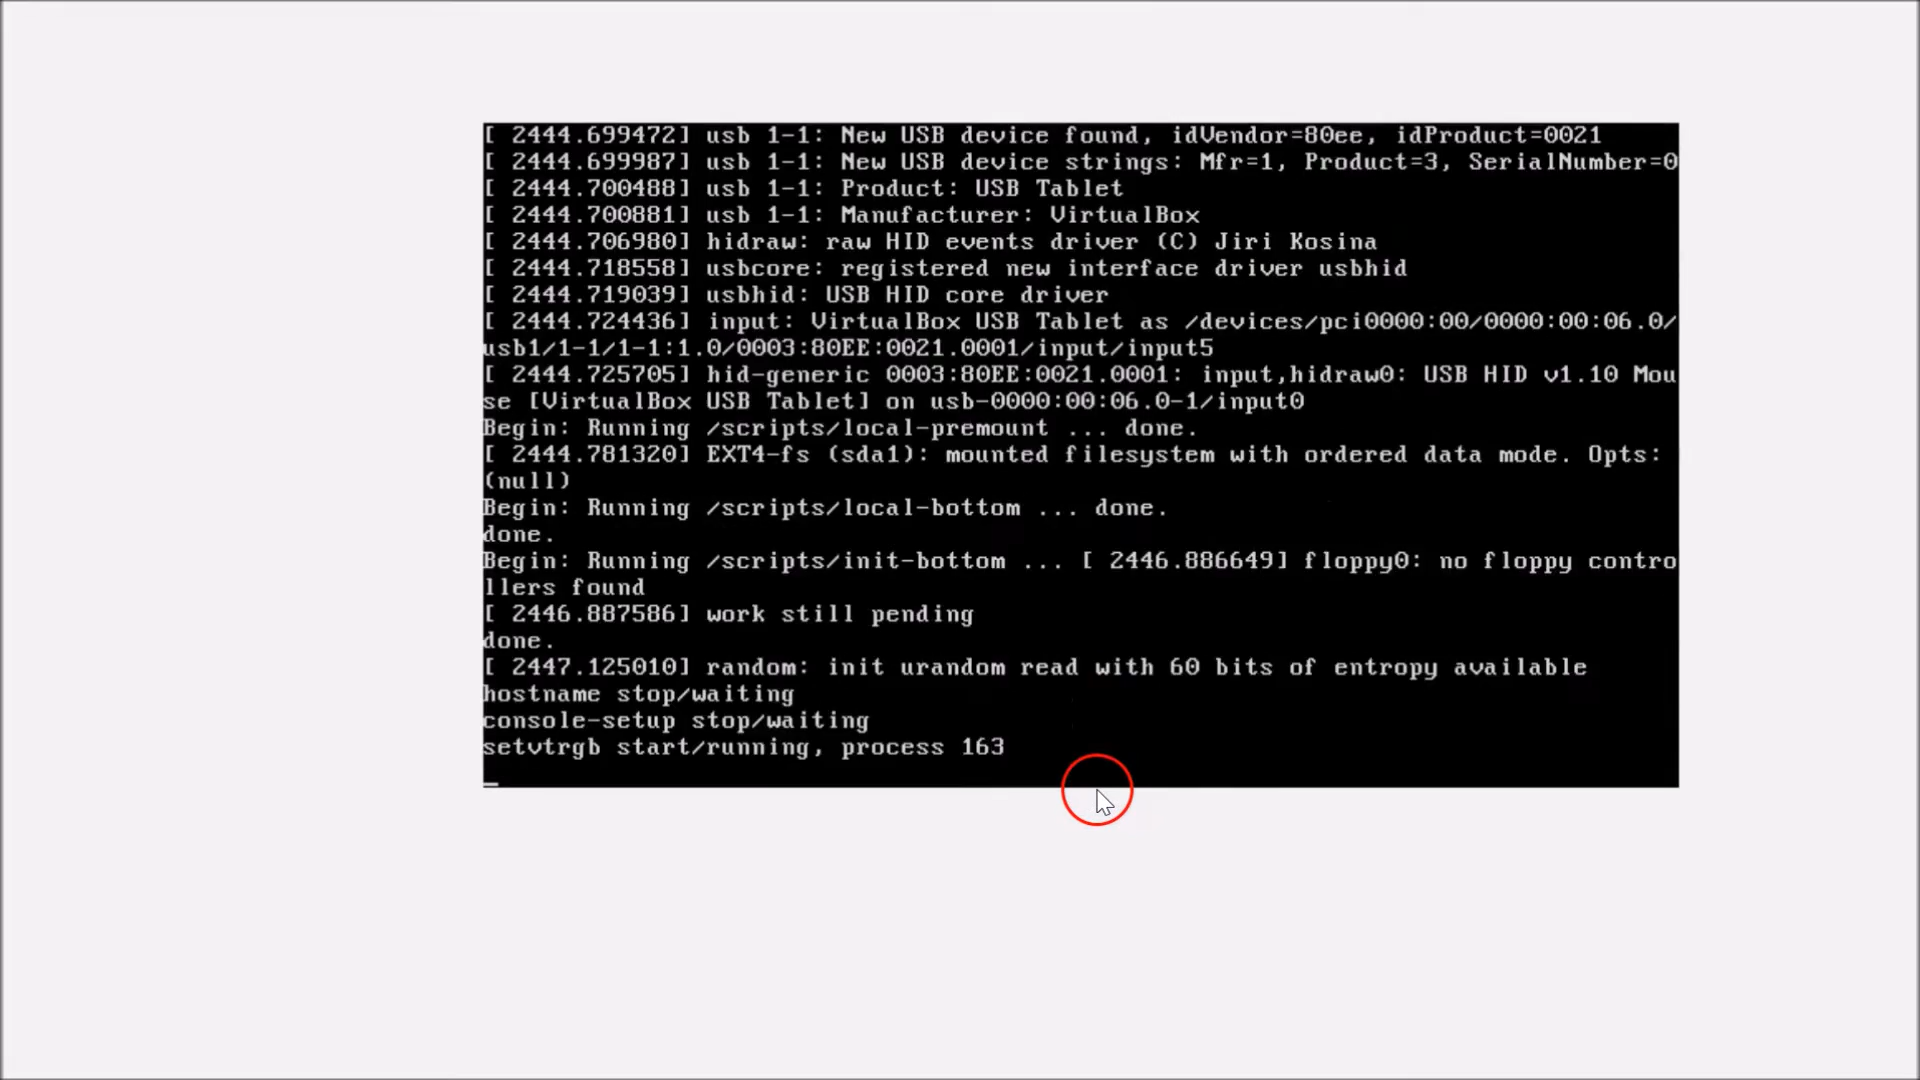 [ 2444.699472] usb 1-1: New USB device found, idVendor=80ee, idProduct=0021
[ 2444.699987] usb 1-1: New USB device strings: Mfr=1, Product=3, SerialNumber=0
[ 2444.700488] usb 1-1: Product: USB Tablet
[ 2444.700881] usb 1-1: Manufacturer: VirtualBox
[ 2444.706980] hidraw: raw HID events driver (C) Jiri Kosina
[ 2444.718558] usbcore: registered new interface driver usbhid
[ 2444.719039] usbhid: USB HID core driver
[ 2444.724436] input: VirtualBox USB Tablet as /devices/pci0000:00/0000:00:06.0/
usb1/1-1/1-1:1.0/0003:80EE:0021.0001/input/input5
[ 2444.725705] hid-generic 0003:80EE:0021.0001: input,hidraw0: USB HID v1.10 Mou
se [VirtualBox USB Tablet] on usb-0000:00:06.0-1/input0
Begin: Running /scripts/local-premount ... done.
[ 2444.781320] EXT4-fs (sda1): mounted filesystem with ordered data mode. Opts:
(null)
Begin: Running /scripts/local-bottom ... done.
done.
Begin: Running /scripts/init-bottom ... [ 2446.886649] floppy0: no floppy contro
llers found
[ 2446.887586] work still pending
done.
[ 2447.125010] random: init urandom read with 60 bits of entropy available
hostname stop/waiting
console-setup stop/waiting
setvtrgb start/running, process 163